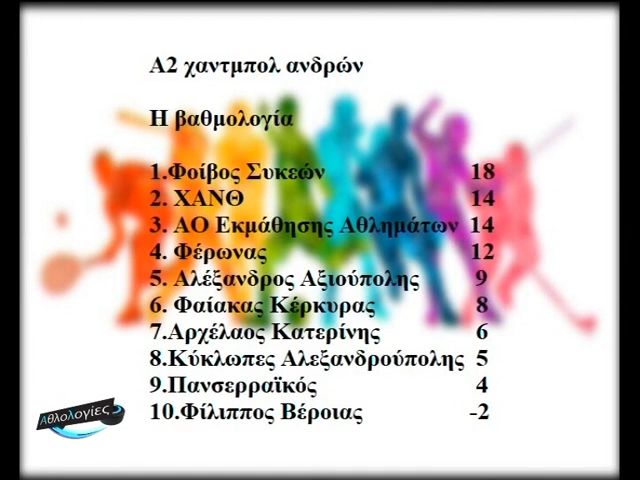 Α2 χαντμπολ ανδρών
Η βαθμολογία
1.Φοίβος Συκεών 18
2. ΧΑΝΘ 14
3. ΑΟ Εκμάθησης Αθλημάτων 14
4. Φέρωνας 12
5. Αλέξανδρος Αξιούπολης 9
6. Φαίακας Κέρκυρας 8
7.Αρχέλαος Κατερίνης 6
8.Κύκλωπες Αλεξανδρούπολης 5
9.Πανσερραϊκός 4
10.Φίλιππος Βέροιας -2
Αθλολογίες